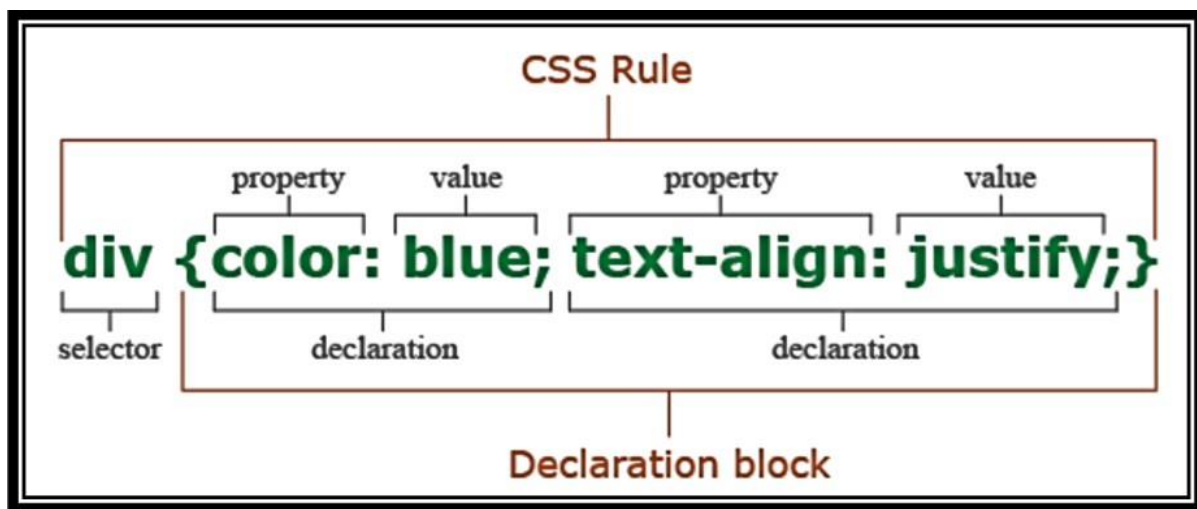 CSS Rule
property value property value
div {color: blue; text-align: justify;}
selector declaration declaration
Declaration block